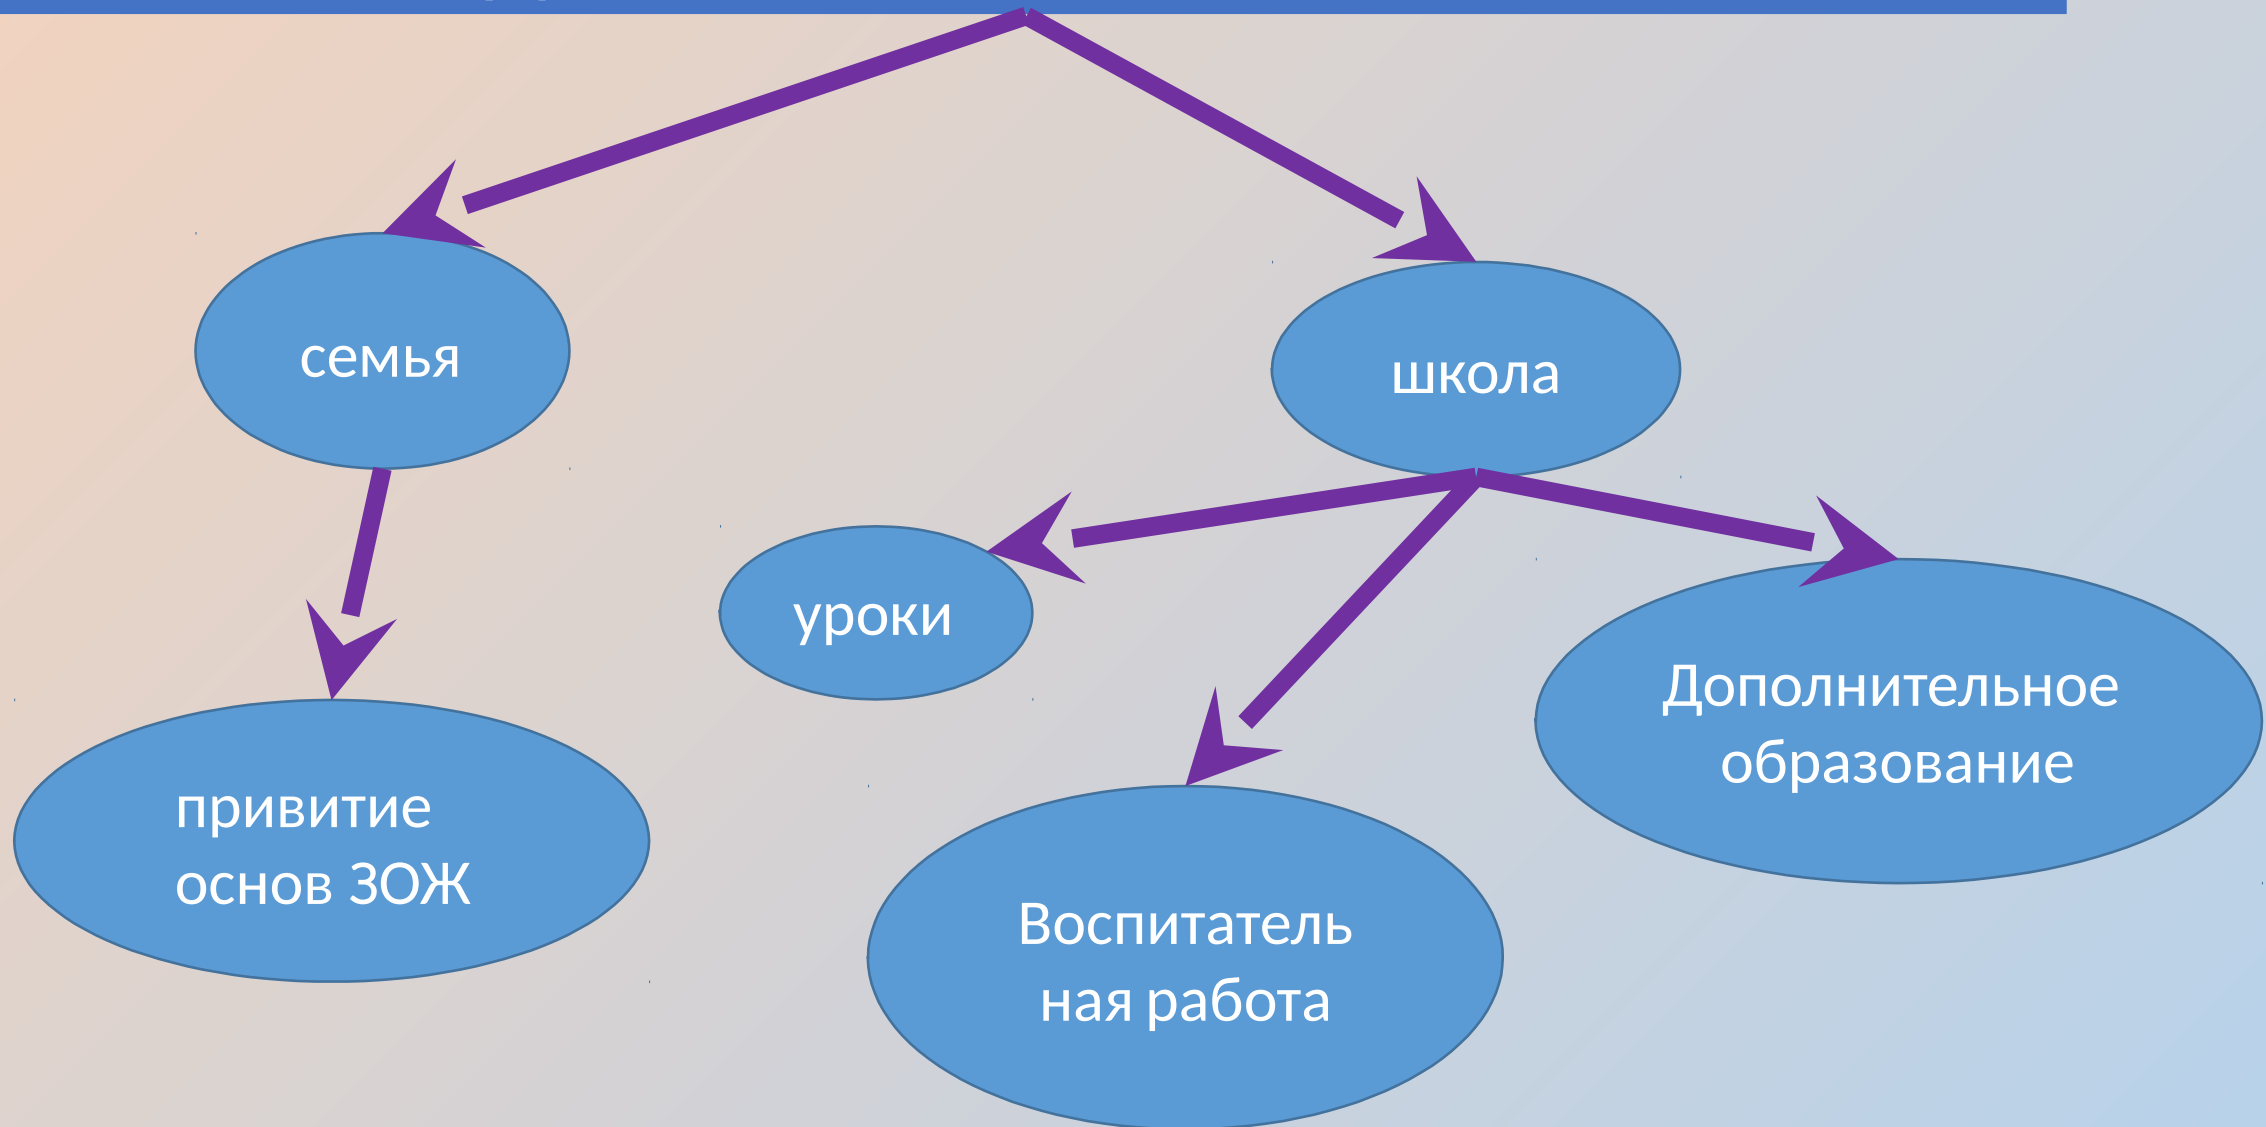 семья
школа
уроки
Дополнительное
образование
привитие
основ ЗОЖ
Воспитатель
ная работа